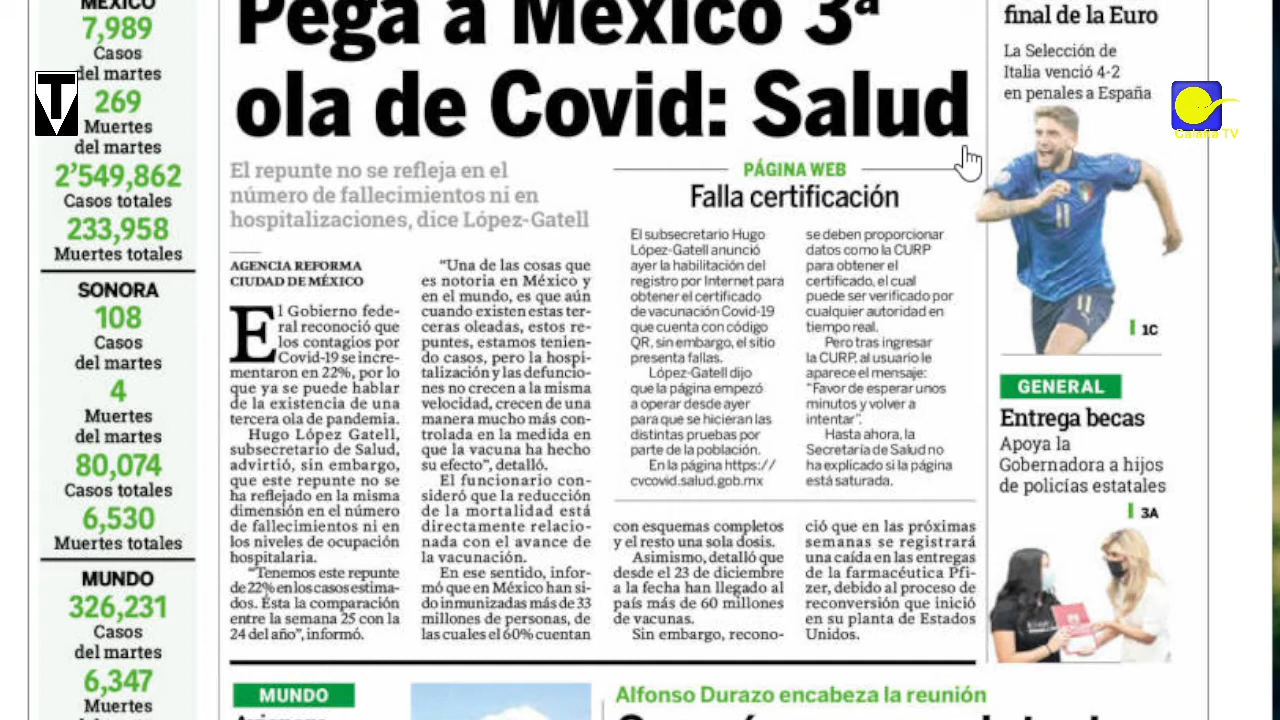 MÉXICO
7,989
Casos
del martes
269
Muertes
del martes
2’549,862
Casos totales
233,958
Muertes totales
SONORA
108
Casos
del martes
4
Muertes
del martes
80,074
Casos totales
6,530
Muertes totales
MUNDO
326,231
Casos
del martes
6,347
Muertes
T
Pega a México 3ª
ola de Covid: Salud
El repunte no se refleja en el
número de fallecimientos ni en
hospitalizaciones, dice López-Gatell
AGENCIA REFORMA
CIUDAD DE MÉXICO
El Gobierno fede-
ral reconoció que
los contagios por
Covid-19 se incre-
mentaron en 22%, por lo
que ya se puede hablar
de la existencia de una
tercera ola de pandemia.
Hugo López Gatell,
subsecretario de Salud,
advirtió, sin embargo,
que este repunte no se
ha reflejado en la misma
dimensión en el número
de fallecimientos ni en
los niveles de ocupación
hospitalaria.
“Tenemos este repunte
de 22% en los casos estima-
dos. Esta la comparación
entre la semana 25 con la
24 del año”, informó.
“Una de las cosas que
es notoria en México y
en el mundo, es que aún
cuando existen estas ter-
ceras oleadas, estos re-
puntes, estamos tenien-
do casos, pero la hospi-
talización y las defuncio-
nes no crecen a la misma
velocidad, crecen de una
manera mucho más con-
trolada en la medida en
que la vacuna ha hecho
su efecto”, detalló.
El funcionario con-
sideró que la reducción
de la mortalidad está
directamente relacio-
nada con el avance de
la vacunación.
En ese sentido, infor-
mó que en México han si-
do inmunizadas más de 33
millones de personas, de
las cuales el 60% cuentan
PÁGINA WEB
Falla certificación
El subsecretario Hugo
López-Gatell anunció
ayer la habilitación del
registro por Internet para
obtener el certificado
de vacunación Covid-19
que cuenta con código
QR, sin embargo, el sitio
presenta fallas.
López-Gatell dijo
que la página empezó
a operar desde ayer
para que se hicieran las
distintas pruebas por
parte de la población.
En la página https://
cvcovid.salud.gob.mx
se deben proporcionar
datos como la CURP
para obtener el
certificado, el cual
puede ser verificado por
cualquier autoridad en
tiempo real.
Pero tras ingresar
la CURP, al usuario le
aparece el mensaje:
“Favor de esperar unos
minutos y volver a
intentar”.
Hasta ahora, la
Secretaría de Salud no
ha explicado si la página
está saturada.
con esquemas completos
y el resto una sola dosis.
Asimismo, detalló que
desde el 23 de diciembre
a la fecha han llegado al
país más de 60 millones
de vacunas.
Sin embargo, recono-
ció que en las próximas
semanas se registrará
una caída en las entregas
de la farmacéutica Pfi-
zer, debido al proceso de
reconversión que inició
en su planta de Estados
Unidos.
final de la Euro
La Selección de
Italia venció 4-2
en penales a España
Calaña TV
11
11
1C
GENERAL
Entrega becas
Apoya la
Gobernadora a hijos
de policías estatales
3A
MUNDO
Alfonso Durazo encabeza la reunión